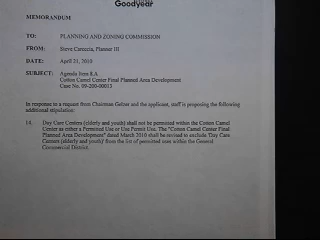 Goodyear
MEMORANDUM
TO: PLANNING AND ZONING COMMISSION
FROM: Steve Careccia, Planner III
DATE: April 21, 2010
SUBJECT: Agenda Item 8.A.
Cotton Camel Center Final Planned Area Development
Case No. 09-200-00015
In response to a request from Chairman Gelser and the applicant, staff is proposing the following
additional stipulation:
14. Day Care Centers (elderly and youth) shall not be permitted within the Cotton Camel
Center as either a Permitted Use or Use Permit Use. The "Cotton Camel Center Final
Planned Area Development" dated March 2010 shall be revised to exclude 'Day Care
Centers (elderly and youth)' from the list of permitted uses within the General
Commercial District.